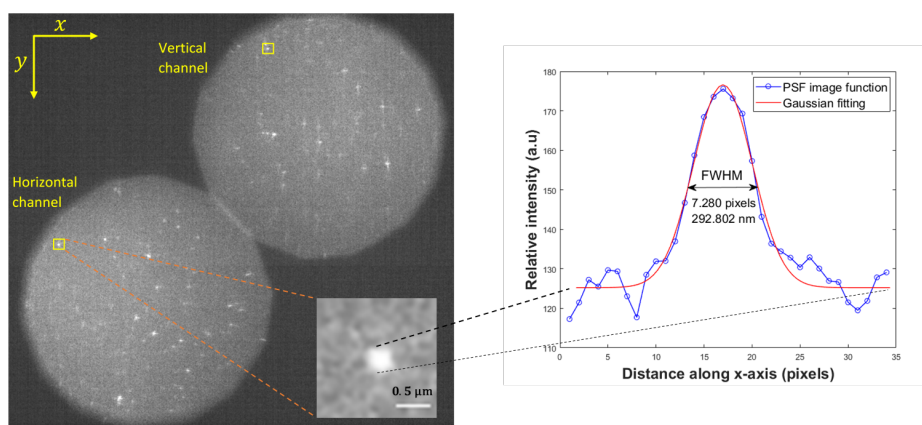 x
y
Vertical
channel
Horizontal
channel
0.5 μm
Relative intensity (a.u)
180
170
160
150
140
130
120
110
PSF image function
Gaussian fitting
FWHM
7.280 pixels
292.802 nm
0 5 10 15 20 25 30 35
Distance along x-axis (pixels)